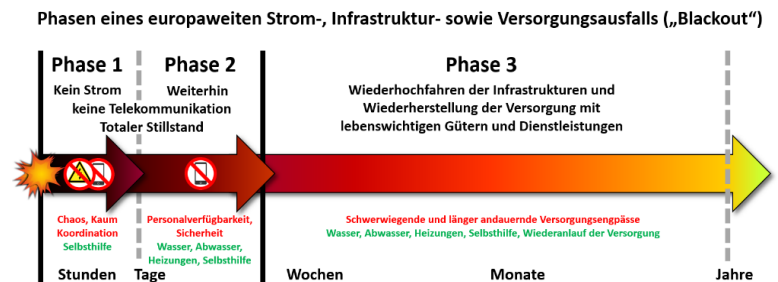 Phasen eines europaweiten Strom-, Infrastruktur- sowie Versorgungsausfalls („Blackout“)
Phase 1
Kein Strom
Phase 2
Weiterhin
keine Telekommunikation
Totaler Stillstand
Phase 3
Wiederhochfahren der Infrastrukturen und
Wiederherstellung der Versorgung mit
lebenswichtigen Gütern und Dienstleistungen
Chaos, Kaum
Koordination
Selbsthilfe
Personalverfügbarkeit,
Sicherheit
Wasser, Abwasser,
Heizungen, Selbsthilfe
Schwerwiegende und länger andauernde Versorgungsengpässe
Wasser, Abwasser, Heizungen, Selbsthilfe, Wiederanlauf der Versorgung
Stunden
Tage
Wochen
Monate
Jahre